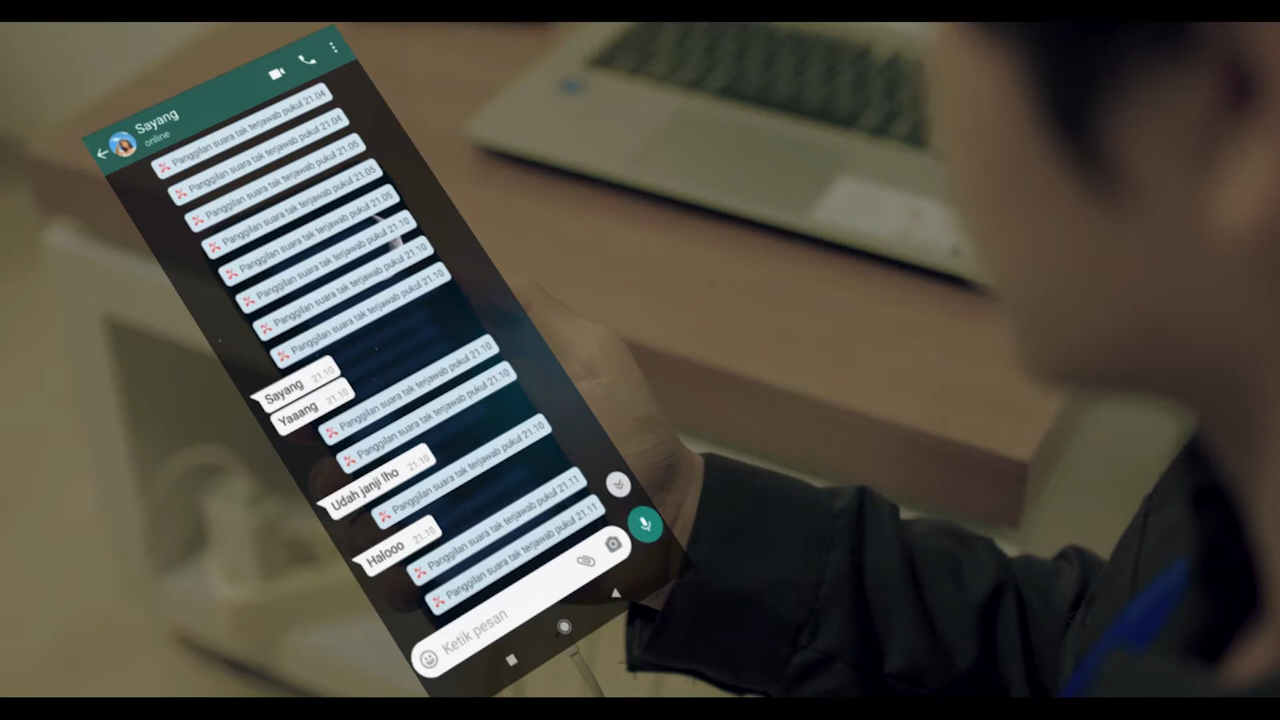 Sayang
online
Panggilan suara tak terjawab pukul 21.04
Panggilan suara tak terjawab pukul 21.04
Panggilan suara tak terjawab pukul 21.05
Panggilan suara tak terjawab pukul 21.05
Panggilan suara tak terjawab pukul 21.05
Panggilan suara tak terjawab pukul 21.10
Panggilan suara tak terjawab pukul 21.10
Panggilan suara tak terjawab pukul 21.10
Sayang 21.10
Yaaang 21.10
Panggilan suara tak terjawab pukul 21.10
Panggilan suara tak terjawab pukul 21.10
Udah janji lho 21.10
Panggilan suara tak terjawab pukul 21.10
Halooo 21.10
Panggilan suara tak terjawab pukul 21.11
Panggilan suara tak terjawab pukul 21.11
Ketik pesan